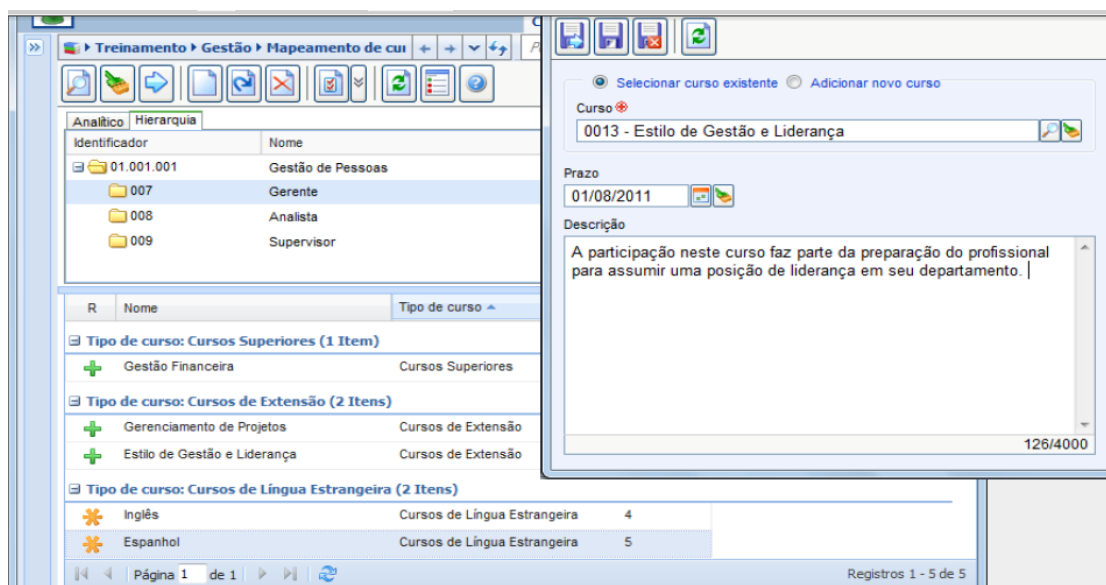 Treinamento Gestão Mapeamento de cur
Analítico Hierarquia
Identificador Nome
01.001.001 Gestão de Pessoas
007 Gerente
008 Analista
009 Supervisor
R Nome Tipo de curso
Tipo de curso: Cursos Superiores (1 Item)
Gestão Financeira Cursos Superiores
Tipo de curso: Cursos de Extensão (2 Itens)
Gerenciamento de Projetos Cursos de Extensão
Estilo de Gestão e Liderança Cursos de Extensão
Tipo de curso: Cursos de Língua Estrangeira (2 Itens)
Inglês Cursos de Língua Estrangeira 4
Espanhol Cursos de Língua Estrangeira 5
Página 1 de 1 Registros 1 - 5 de 5
Selecionar curso existente Adicionar novo curso
Curso
0013 - Estilo de Gestão e Liderança
Prazo
01/08/2011
Descrição
A participação neste curso faz parte da preparação do profissional
para assumir uma posição de liderança em seu departamento.
126/4000